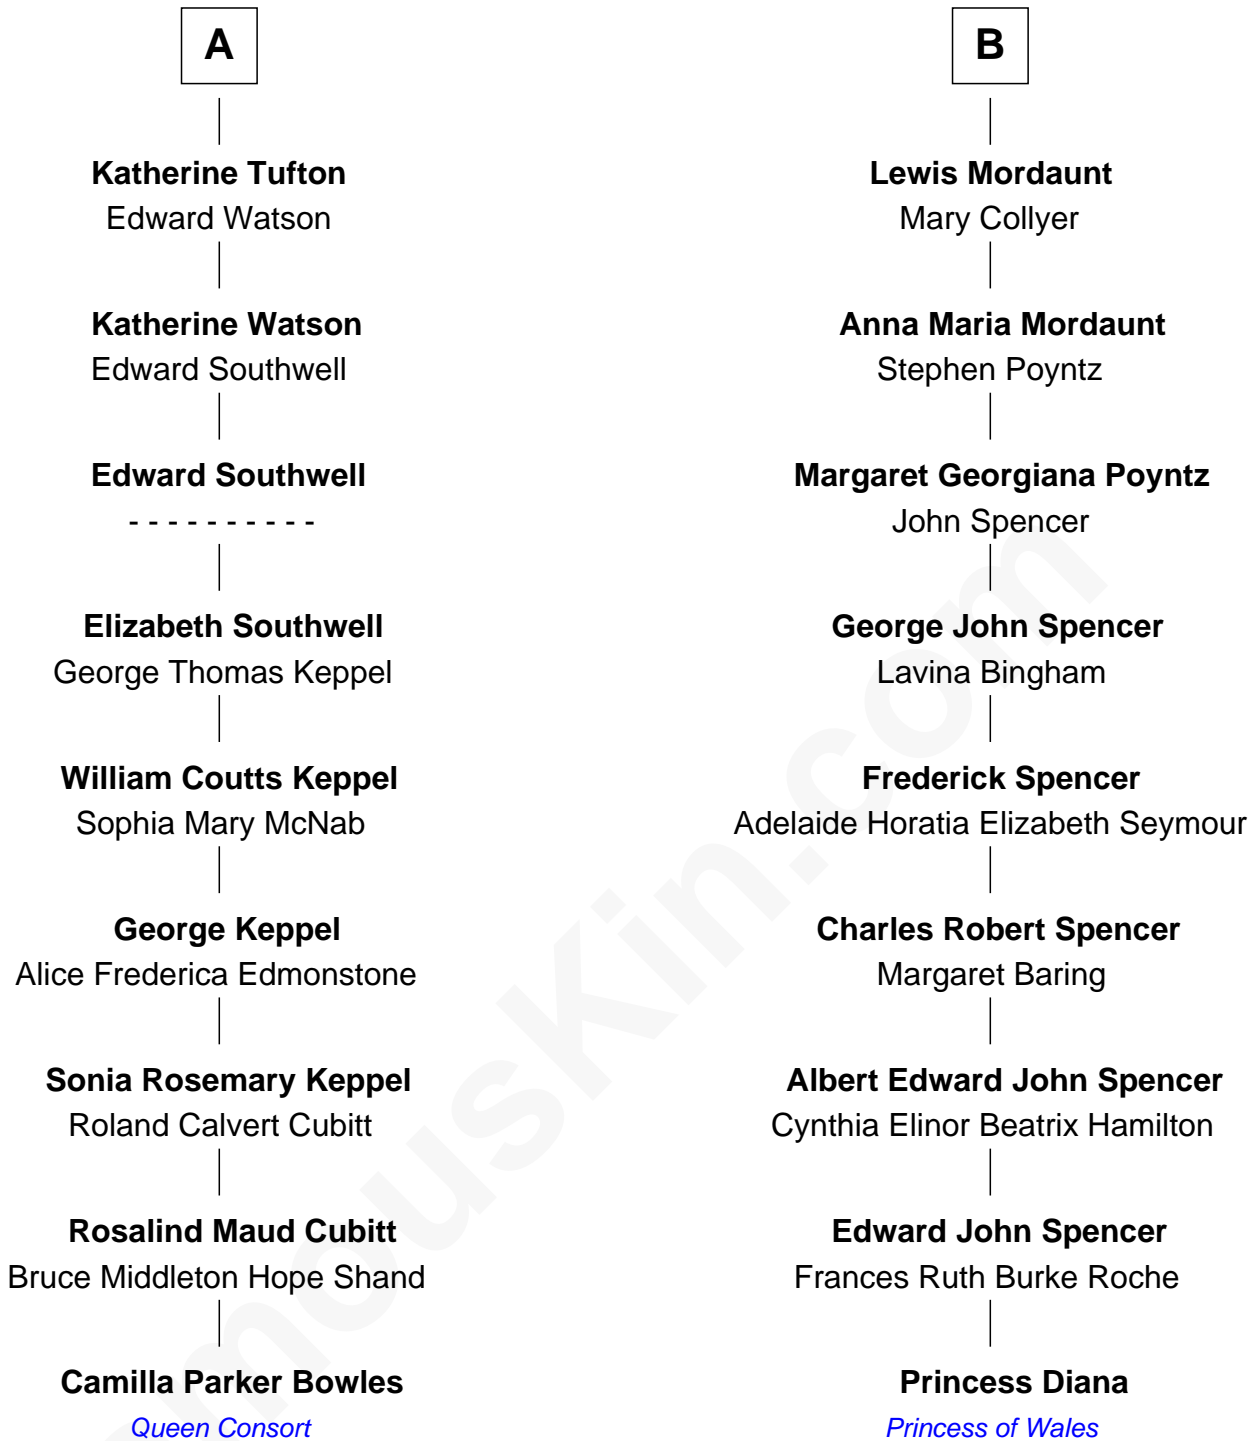 A
Katherine Tufton
Edward Watson
Katherine Watson
Edward Southwell
Edward Southwell
- - - - - - - - - -
Elizabeth Southwell
George Thomas Keppel
William Coutts Keppel
Sophia Mary McNab
George Keppel
Alice Frederica Edmonstone
Sonia Rosemary Keppel
Roland Calvert Cubitt
Rosalind Maud Cubitt
Bruce Middleton Hope Shand
Camilla Parker Bowles
Queen Consort
B
Lewis Mordaunt
Mary Collyer
Anna Maria Mordaunt
Stephen Poyntz
Margaret Georgiana Poyntz
John Spencer
George John Spencer
Lavina Bingham
Frederick Spencer
Adelaide Horatia Elizabeth Seymour
Charles Robert Spencer
Margaret Baring
Albert Edward John Spencer
Cynthia Elinor Beatrix Hamilton
Edward John Spencer
Frances Ruth Burke Roche
Princess Diana
Princess of Wales
mousKin.com